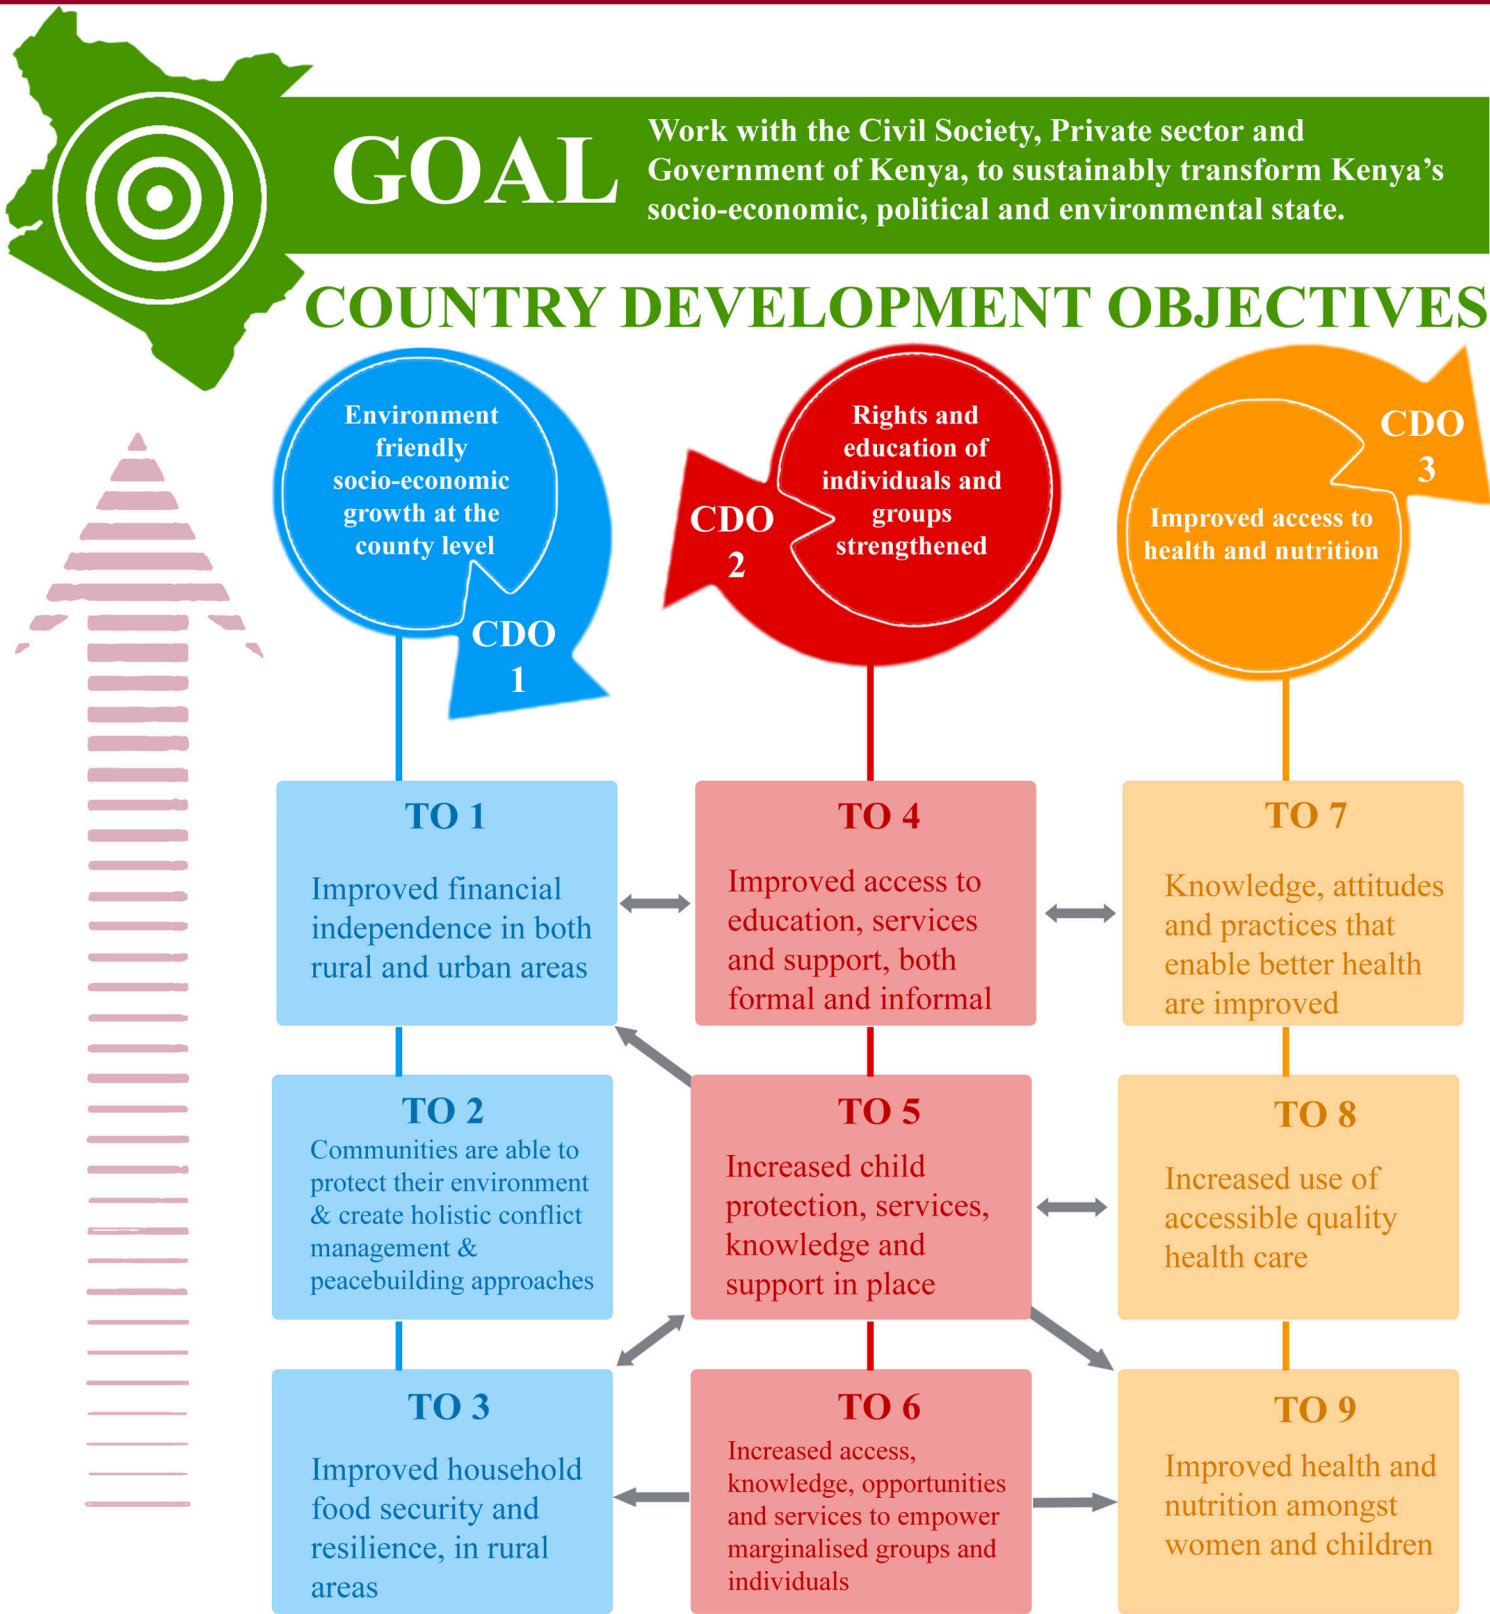 GOAL
Work with the Civil Society, Private sector and
Government of Kenya, to sustainably transform Kenya’s
socio-economic, political and environmental state.
COUNTRY DEVELOPMENT OBJECTIVES
Environment
friendly
socio-economic
growth at the
county level
CDO
1
Rights and
education of
individuals and
groups
strengthened
CDO
2
Improved access to
health and nutrition
CDO
3
TO 1
Improved financial
independence in both
rural and urban areas
TO 4
Improved access to
education, services
and support, both
formal and informal
TO 7
Knowledge, attitudes
and practices that
enable better health
are improved
TO 2
Communities are able to
protect their environment
& create holistic conflict
management &
peacebuilding approaches
TO 5
Increased child
protection, services,
knowledge and
support in place
TO 8
Increased use of
accessible quality
health care
TO 3
Improved household
food security and
resilience, in rural
areas
TO 6
Increased access,
knowledge, opportunities
and services to empower
marginalised groups and
individuals
TO 9
Improved health and
nutrition amongst
women and children